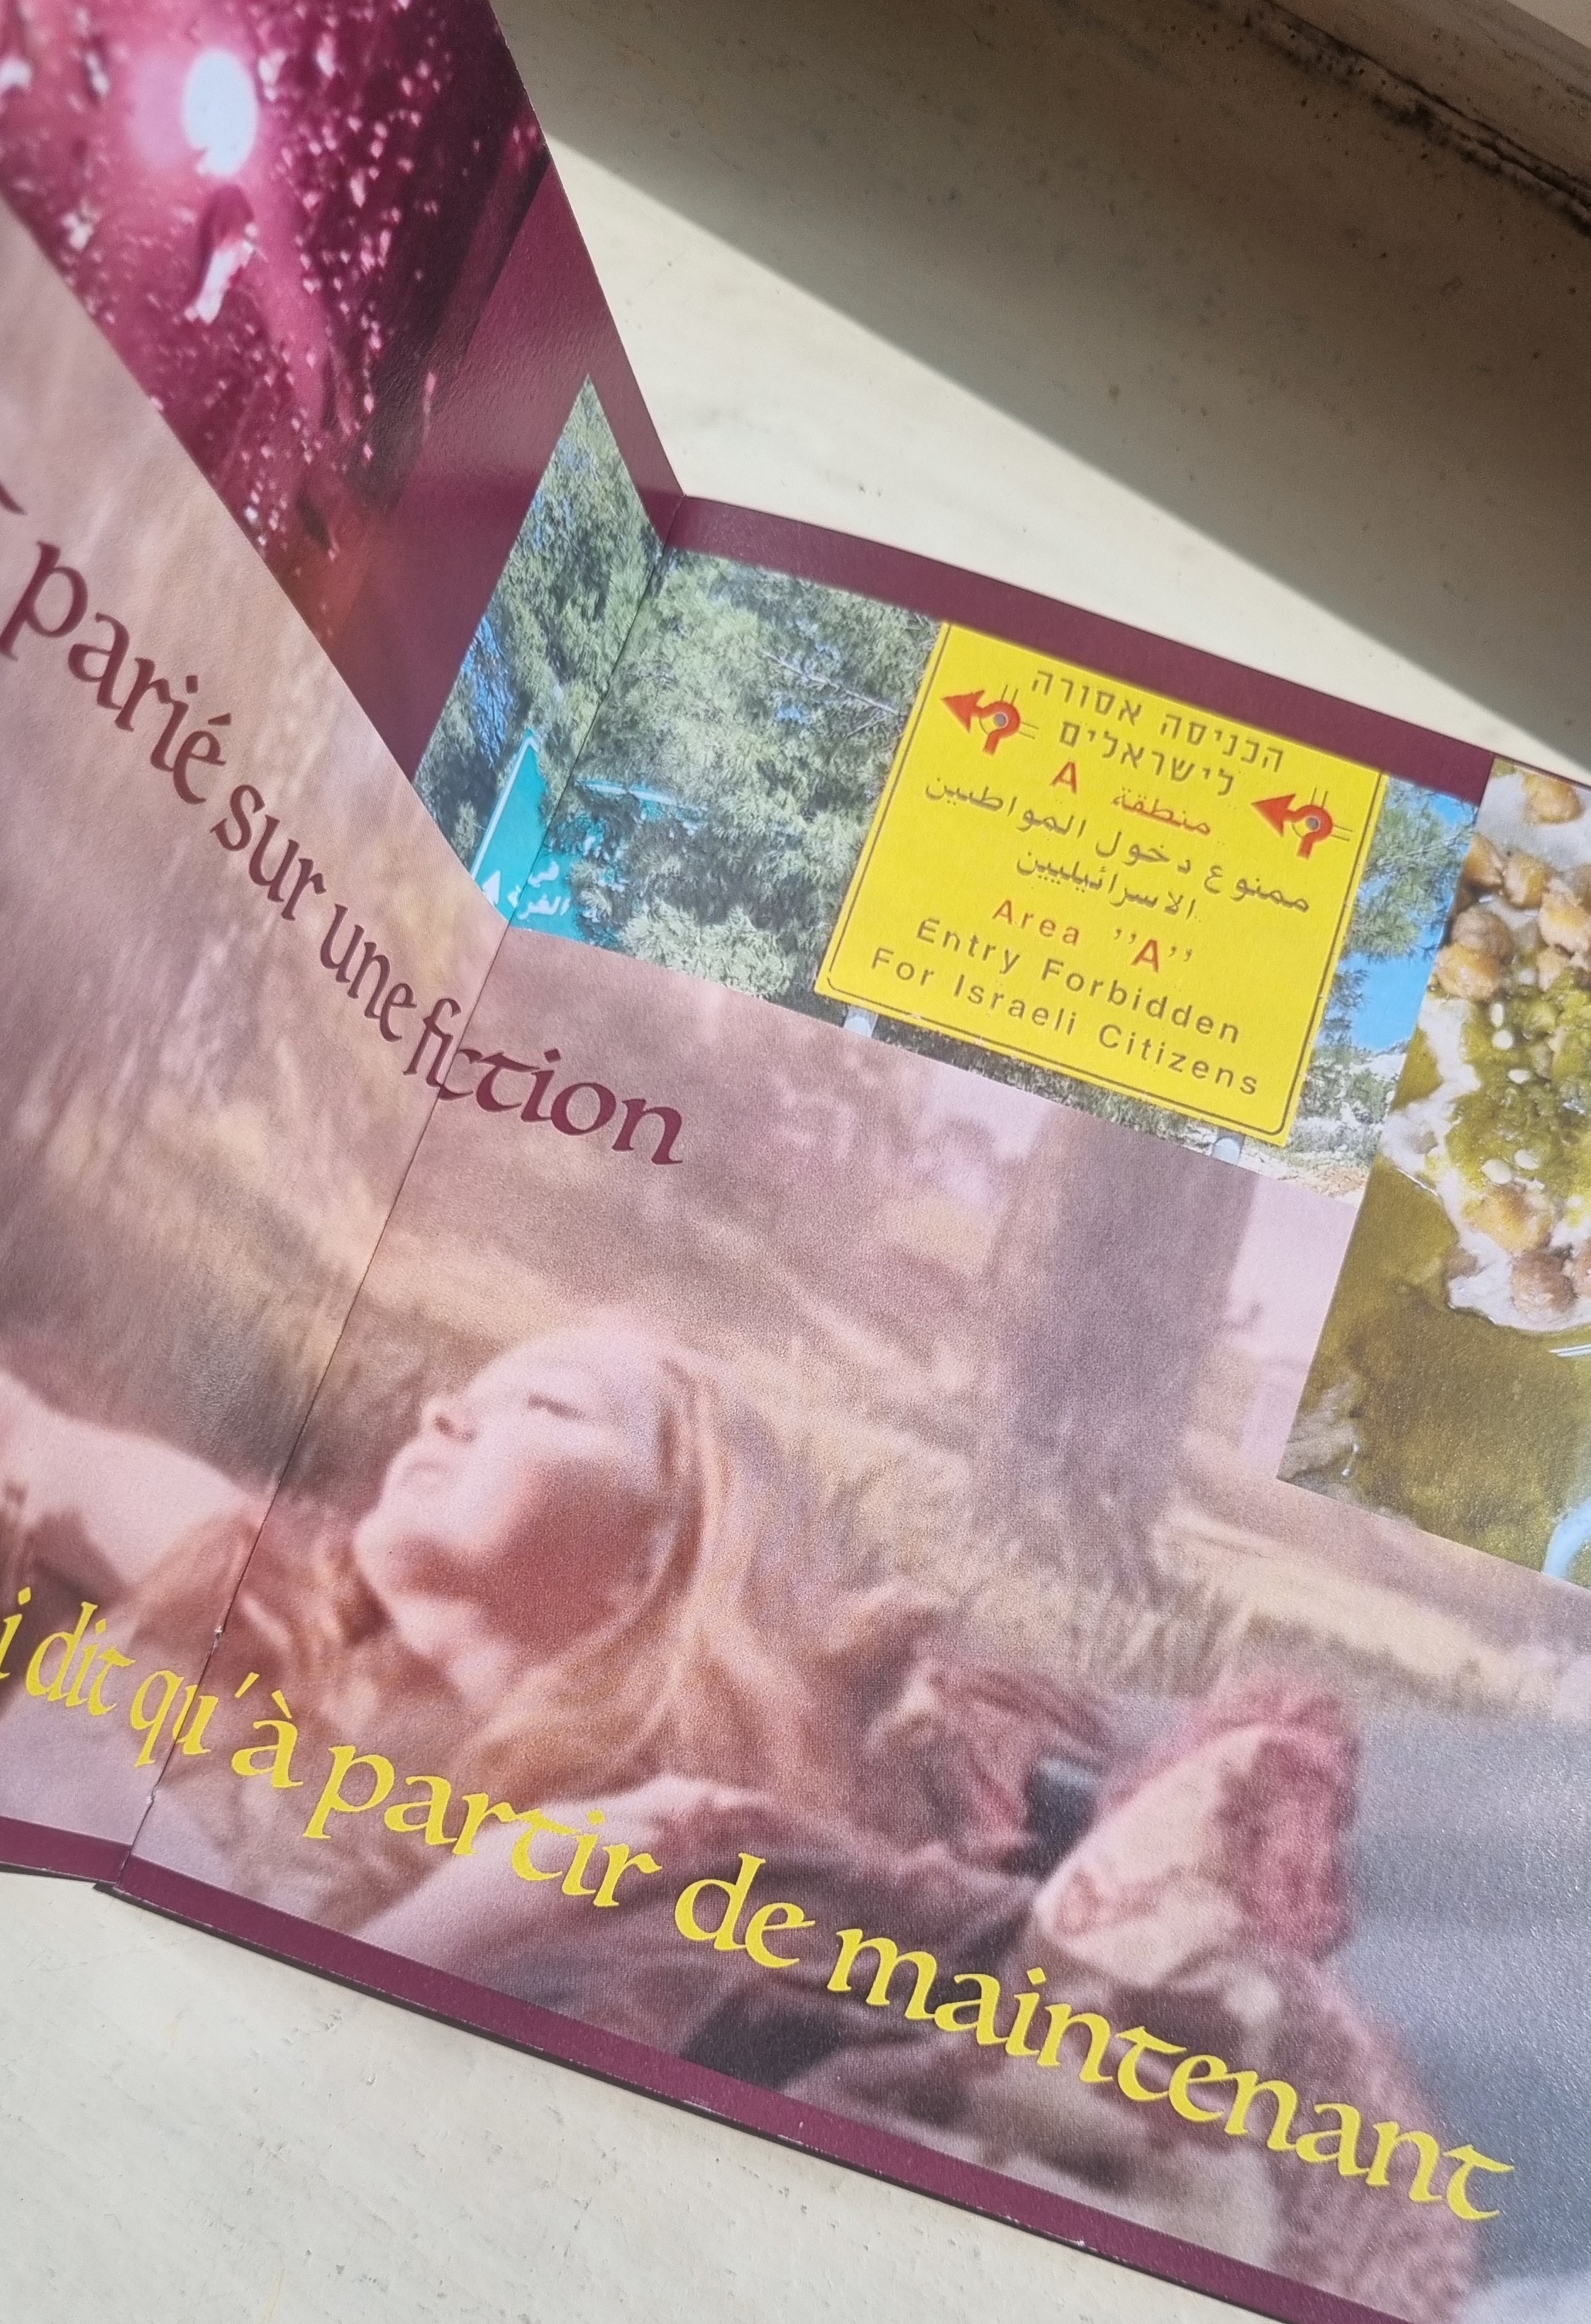 parié sur une fiction
הכניסה אסורה
לישראלים
منطقة A
ممنوع دخول المواطنين
الاسرائيليين
Area ”A”
Entry Forbidden
For Israeli Citizens
dit qu'à partir de maintenant